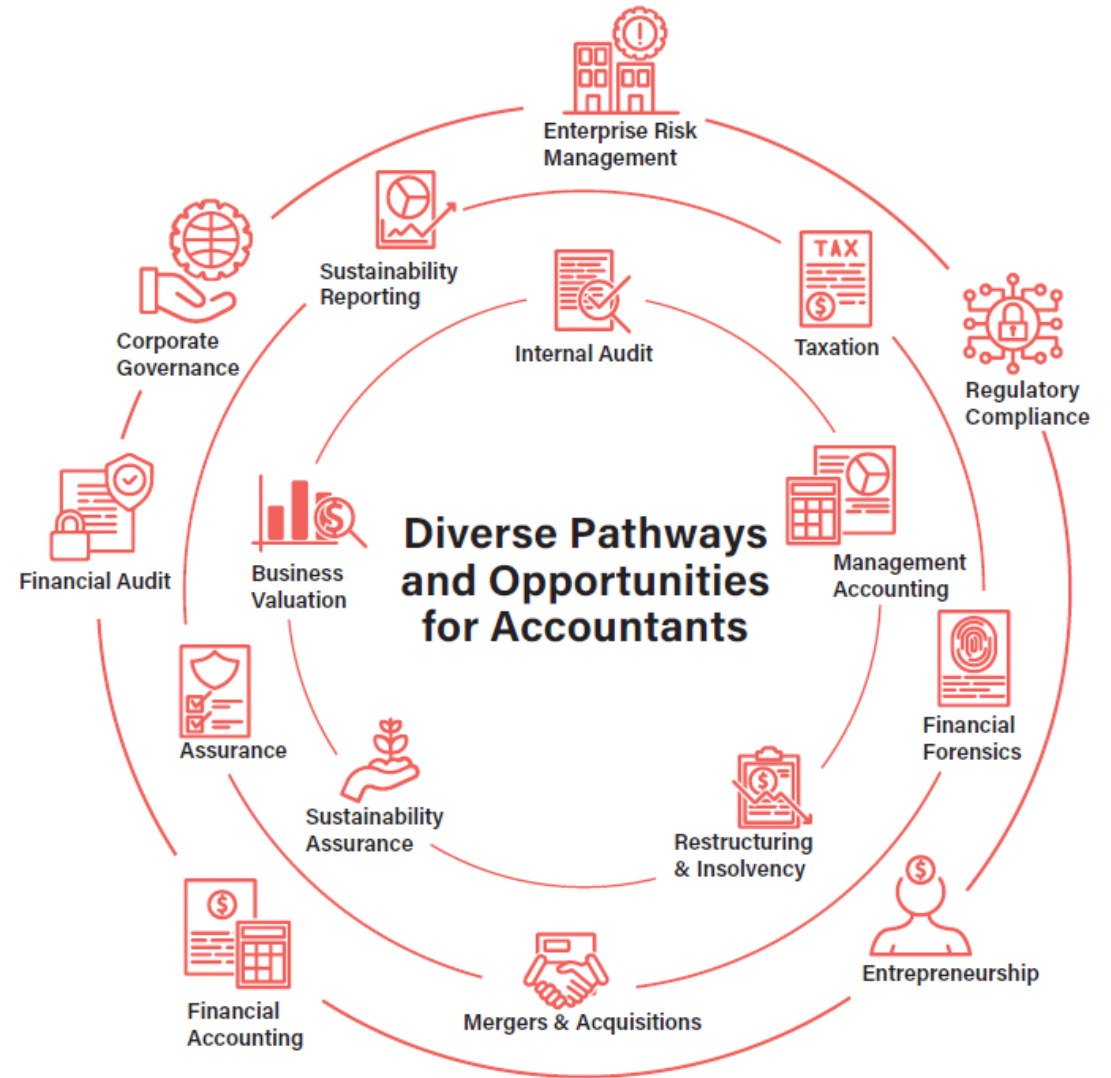 Enterprise Risk
Management
Sustainability
Reporting
TAX
$
Taxation
Internal Audit
Corporate
Governance
Regulatory
Compliance
Financial Audit
$
Business
Valuation
Diverse Pathways
and Opportunities
for Accountants
Management
Accounting
Assurance
Financial
Forensics
Sustainability
Assurance
$
Restructuring
& Insolvency
$
Financial
Accounting
Mergers & Acquisitions
$
Entrepreneurship